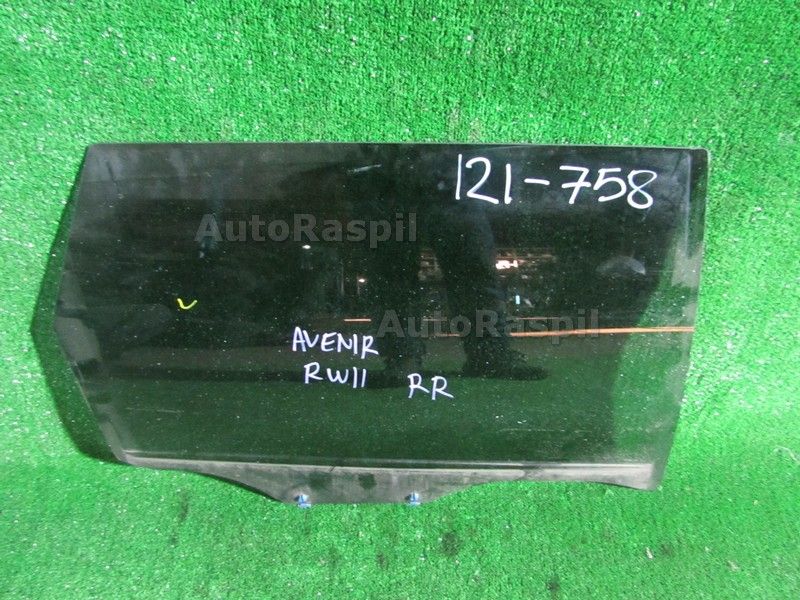 121-758
AutoRaspil
AutoRaspil
AVENIR
RW11 RR